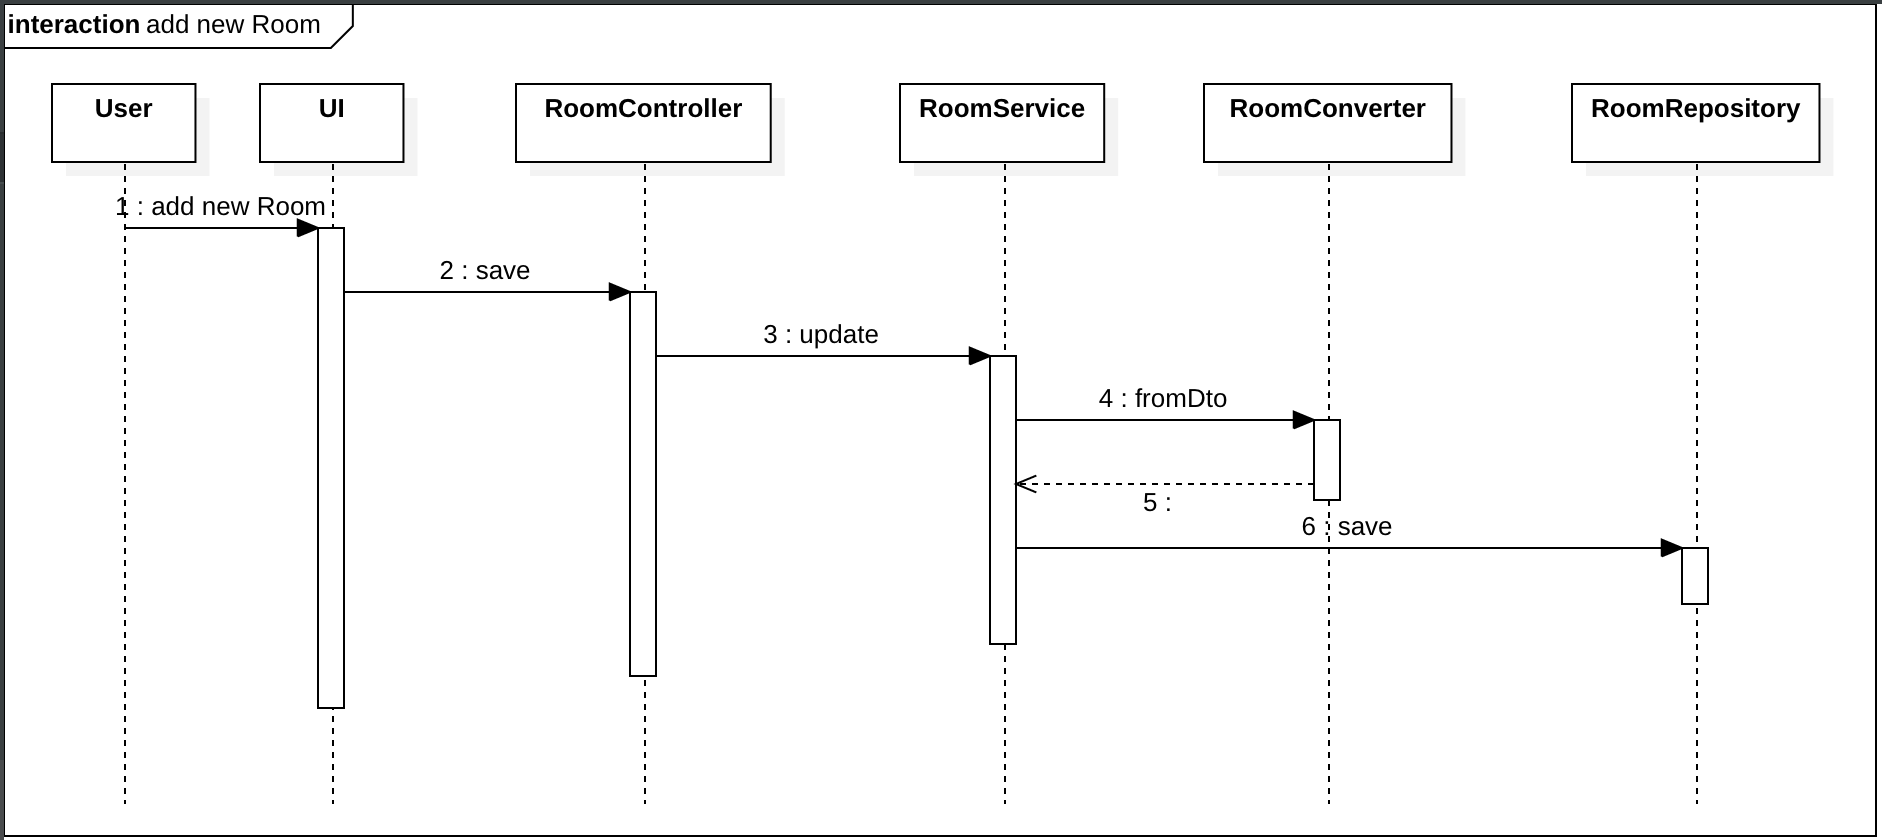 interaction add new Room
User
UI
RoomController
RoomService
RoomConverter
RoomRepository
1 : add new Room
2 : save
3 : update
4 : fromDto
5 :
6 : save